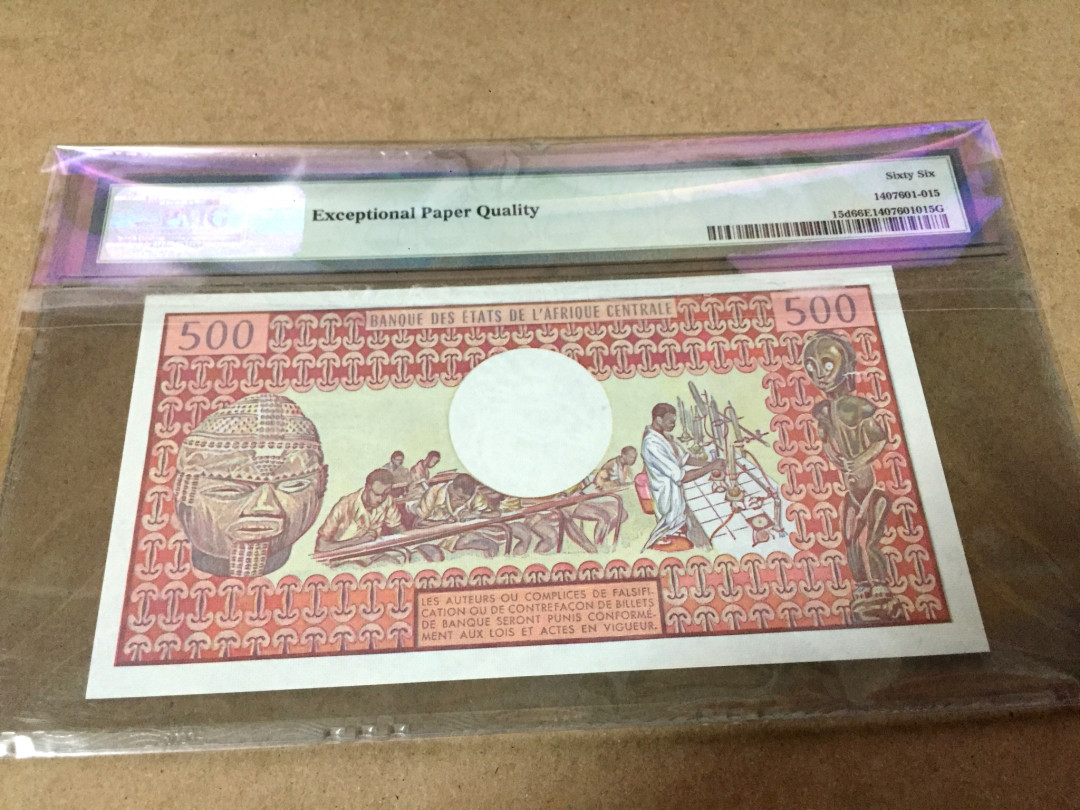 PMG
Exceptional Paper Quality
Sixty Six
1407601-015
15d66E1407601015G
500
BANQUE DES ÉTATS DE L'AFRIQUE CENTRALE
500
LES AUTEURS OU COMPLICES DE FALSIFI-
CATION OU DE CONTREFAÇON DE BILLETS
DE BANQUE SERONT PUNIS CONFORMÉ-
MENT AUX LOIS ET ACTES EN VIGUEUR.